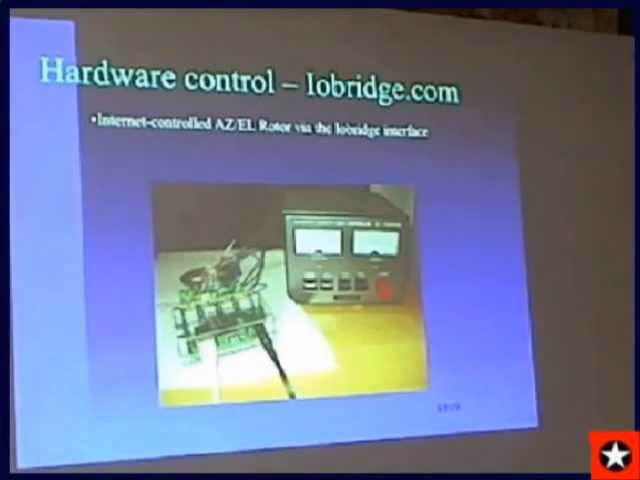 Hardware control – Iobridge.com
•Internet-controlled AZ/EL Rotor via the Iobridge interface